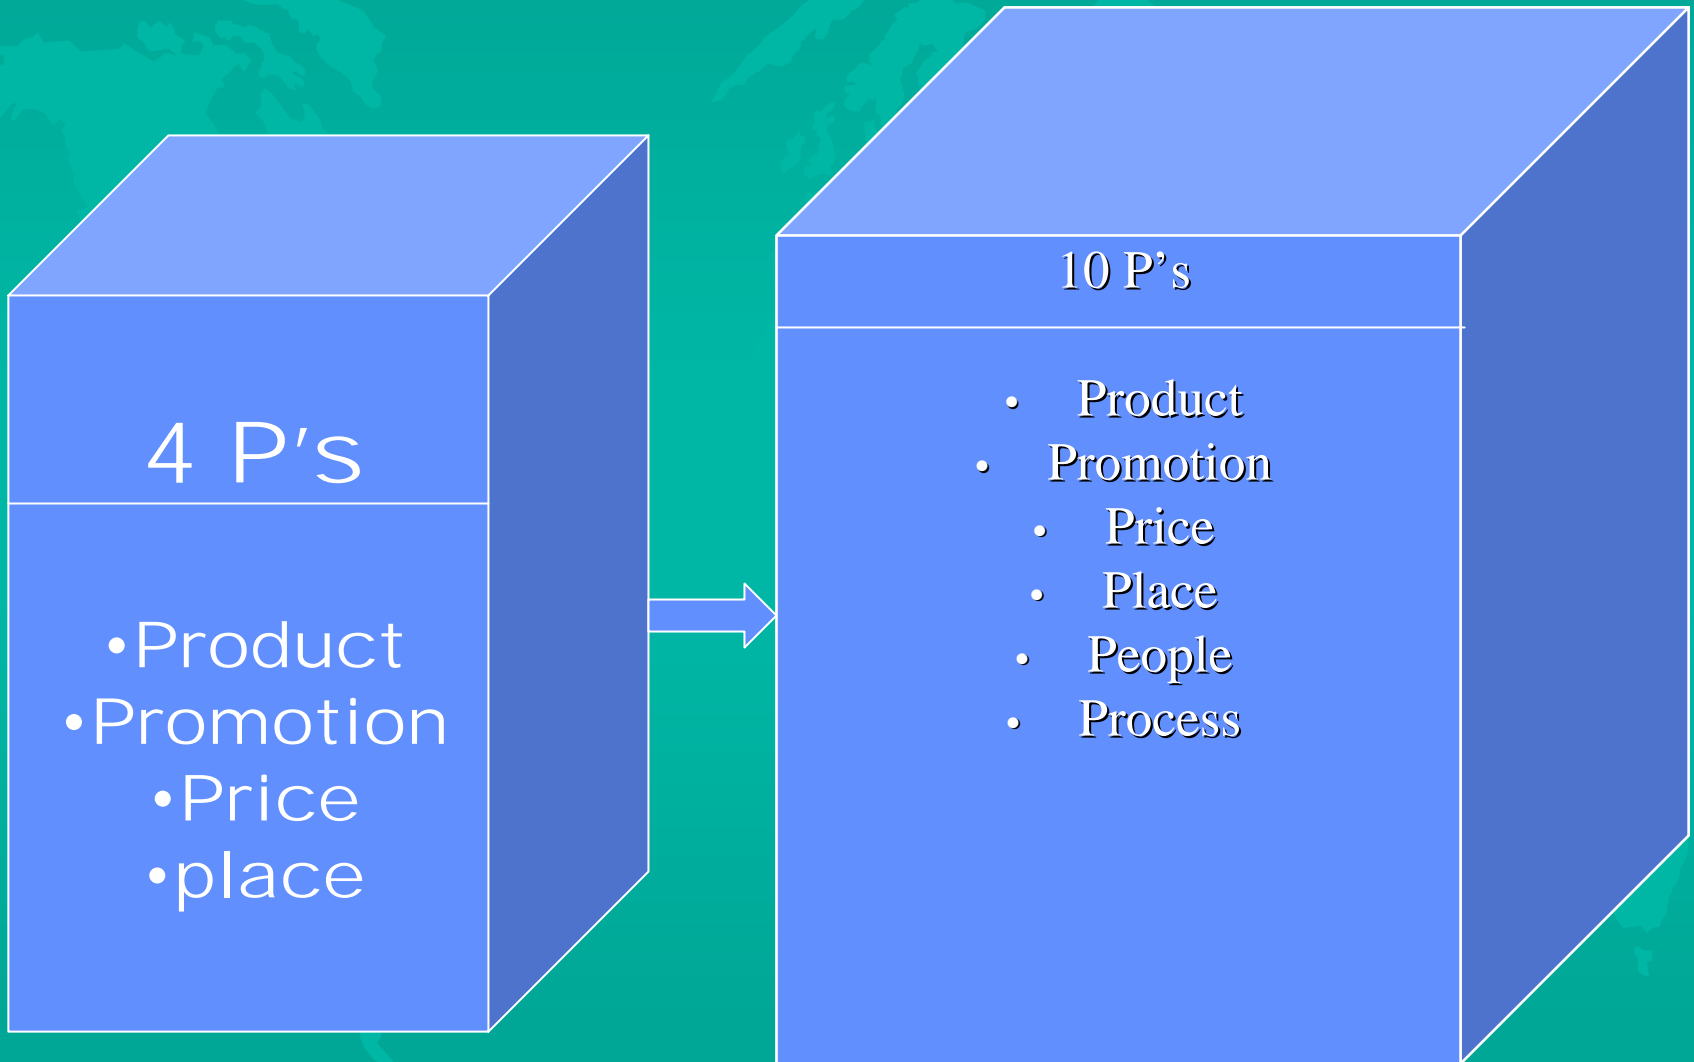 4 P's
•Product
•Promotion
•Price
•place
10 P’s
• Product
• Promotion
• Price
• Place
• People
• Process